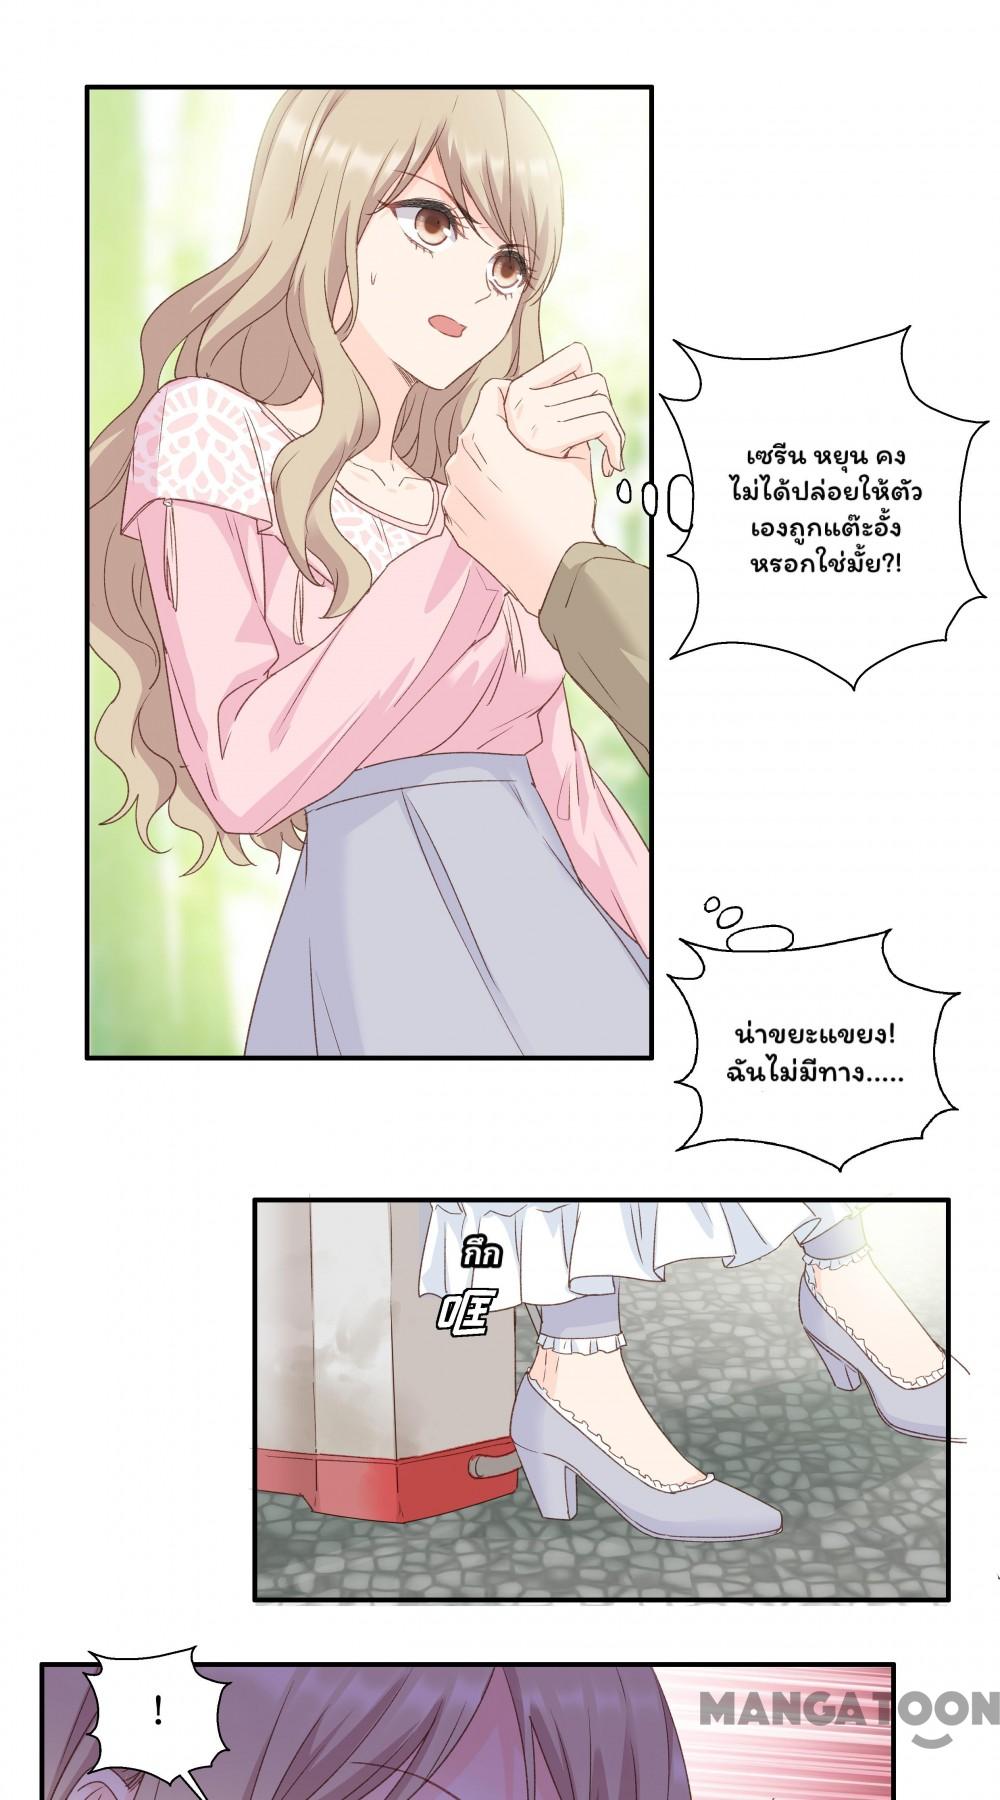 เซรีน หยุน คง
ไม่ได้ปล่อยให้ตัว
เองถูกแต๊ะอั้ง
หรอกใช่มั้ย?!
น่าขยะแขยง!
ฉันไม่มีทาง.....
กึก
哐
!
MANGATOON